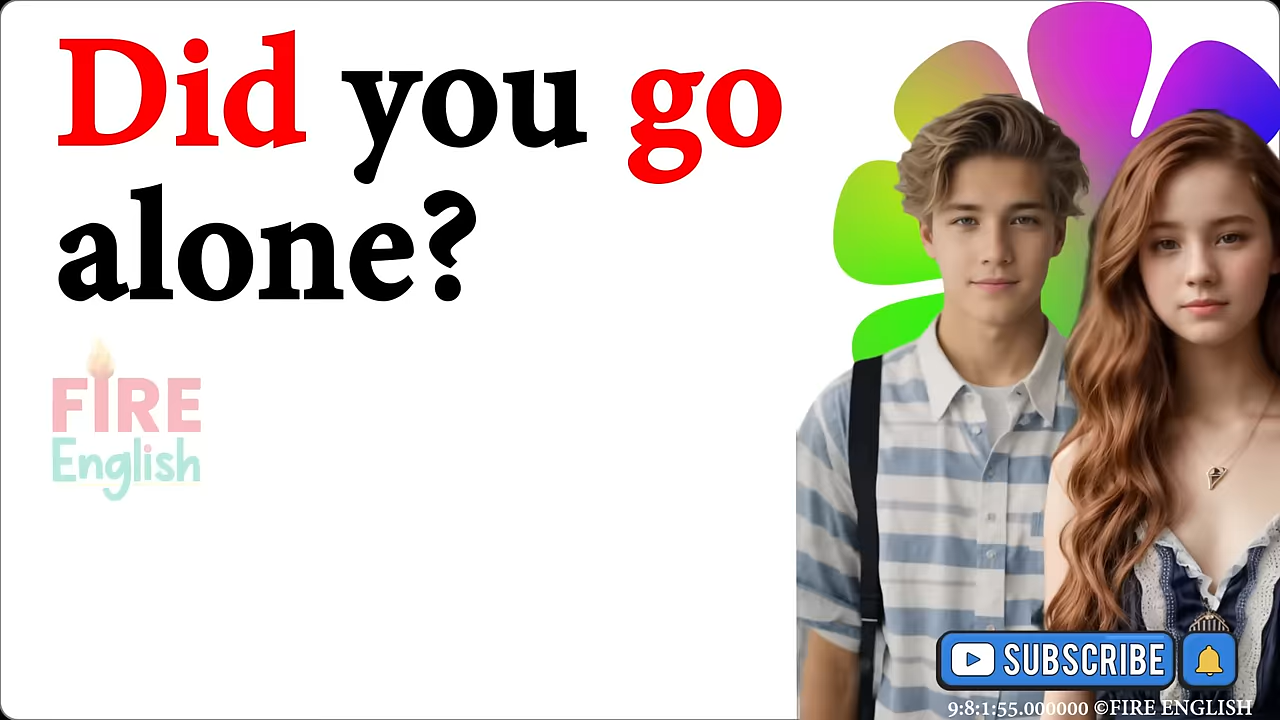 Did you go
alone?
FIRE
English
SUBSCRIBE
9:8:1:55.000000 ©FIRE ENGLISH